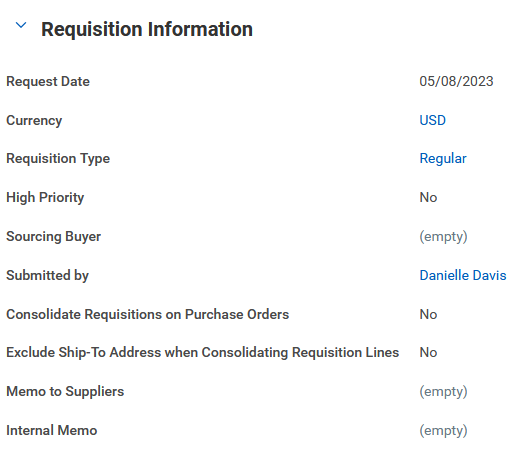 Requisition Information
Request Date 05/08/2023
Currency USD
Requisition Type Regular
High Priority No
Sourcing Buyer (empty)
Submitted by Danielle Davis
Consolidate Requisitions on Purchase Orders No
Exclude Ship-To Address when Consolidating Requisition Lines No
Memo to Suppliers (empty)
Internal Memo (empty)